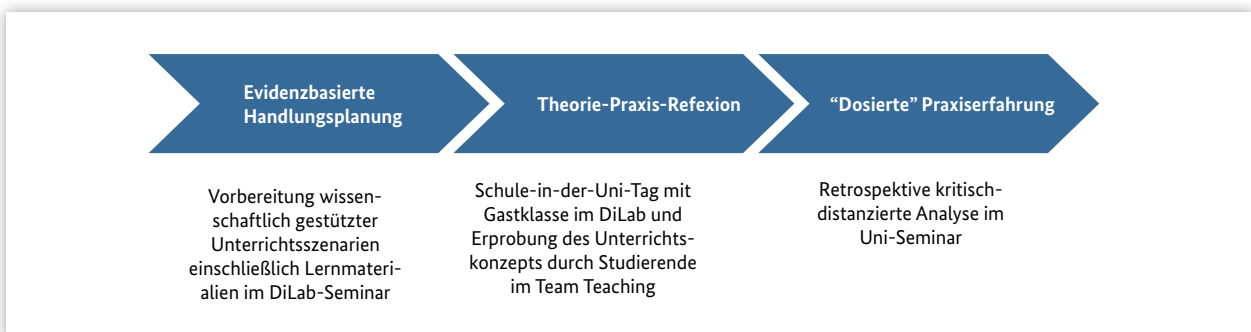 Evidenzbasierte
Handlungsplanung
Theorie-Praxis-Refexion
“Dosierte” Praxiserfahrung
Vorbereitung wissen-
schaftlich gestützter
Unterrichtsszenarien
einschließlich Lernmateri-
alien im DiLab-Seminar
Schule-in-der-Uni-Tag mit
Gastklasse im DiLab und
Erprobung des Unterrichts-
konzepts durch Studierende
im Team Teaching
Retrospektive kritisch-
distanzierte Analyse im
Uni-Seminar